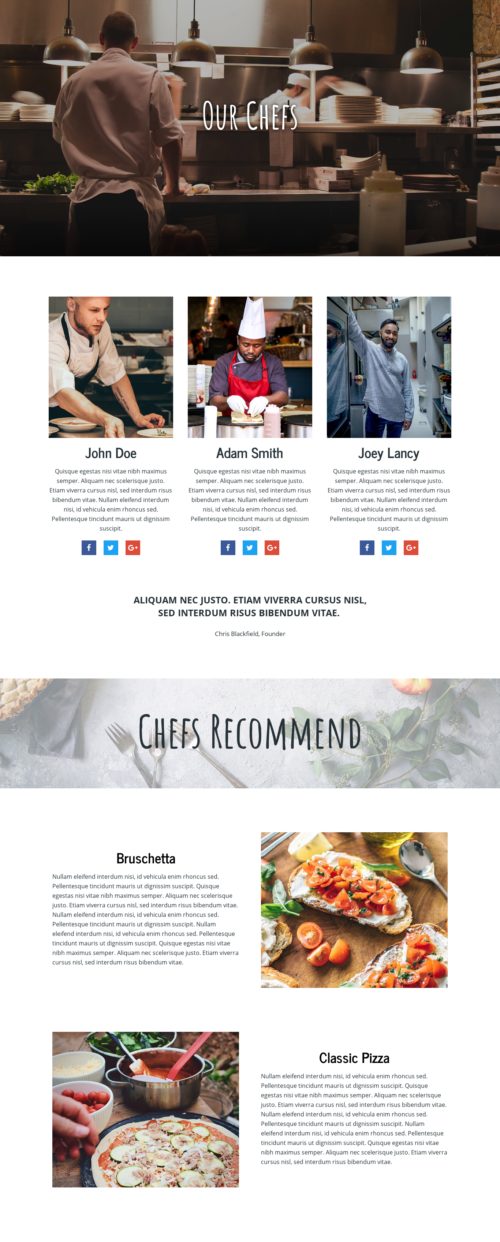 Our Chefs
John Doe
Quisque egestas nisi vitae nibh maximus
semper. Aliquam nec scelerisque justo.
Etiam viverra cursus nisl, sed interdum risus
bibendum vitae. Nullam eleifend interdum
nisi, id vehicula enim rhoncus sed.
Pellentesque tincidunt mauris ut dignissim
suscipit.
Adam Smith
Quisque egestas nisi vitae nibh maximus
semper. Aliquam nec scelerisque justo.
Etiam viverra cursus nisl, sed interdum risus
bibendum vitae. Nullam eleifend interdum
nisi, id vehicula enim rhoncus sed.
Pellentesque tincidunt mauris ut dignissim
suscipit.
Joey Lancy
Quisque egestas nisi vitae nibh maximus
semper. Aliquam nec scelerisque justo.
Etiam viverra cursus nisl, sed interdum risus
bibendum vitae. Nullam eleifend interdum
nisi, id vehicula enim rhoncus sed.
Pellentesque tincidunt mauris ut dignissim
suscipit.
ALIQUAM NEC JUSTO. ETIAM VIVERRA CURSUS NISL,
SED INTERDUM RISUS BIBENDUM VITAE.
Chris Blackfield, Founder
Chefs Recommend
Bruschetta
Nullam eleifend interdum nisi, id vehicula enim rhoncus sed.
Pellentesque tincidunt mauris ut dignissim suscipit. Quisque
egestas nisi vitae nibh maximus semper. Aliquam nec scelerisque
justo. Etiam viverra cursus nisl, sed interdum risus bibendum vitae.
Nullam eleifend interdum nisi, id vehicula enim rhoncus sed.
Pellentesque tincidunt mauris ut dignissim suscipit. Nullam
eleifend interdum nisi, id vehicula enim rhoncus sed. Pellentesque
tincidunt mauris ut dignissim suscipit. Quisque egestas nisi vitae
nibh maximus semper. Aliquam nec scelerisque justo. Etiam viverra
cursus nisl, sed interdum risus bibendum vitae.
Classic Pizza
Nullam eleifend interdum nisi, id vehicula enim rhoncus sed.
Pellentesque tincidunt mauris ut dignissim suscipit. Quisque
egestas nisi vitae nibh maximus semper. Aliquam nec scelerisque
justo. Etiam viverra cursus nisl, sed interdum risus bibendum vitae.
Nullam eleifend interdum nisi, id vehicula enim rhoncus sed.
Pellentesque tincidunt mauris ut dignissim suscipit. Nullam
eleifend interdum nisi, id vehicula enim rhoncus sed. Pellentesque
tincidunt mauris ut dignissim suscipit. Quisque egestas nisi vitae
nibh maximus semper. Aliquam nec scelerisque justo. Etiam viverra
cursus nisl, sed interdum risus bibendum vitae.